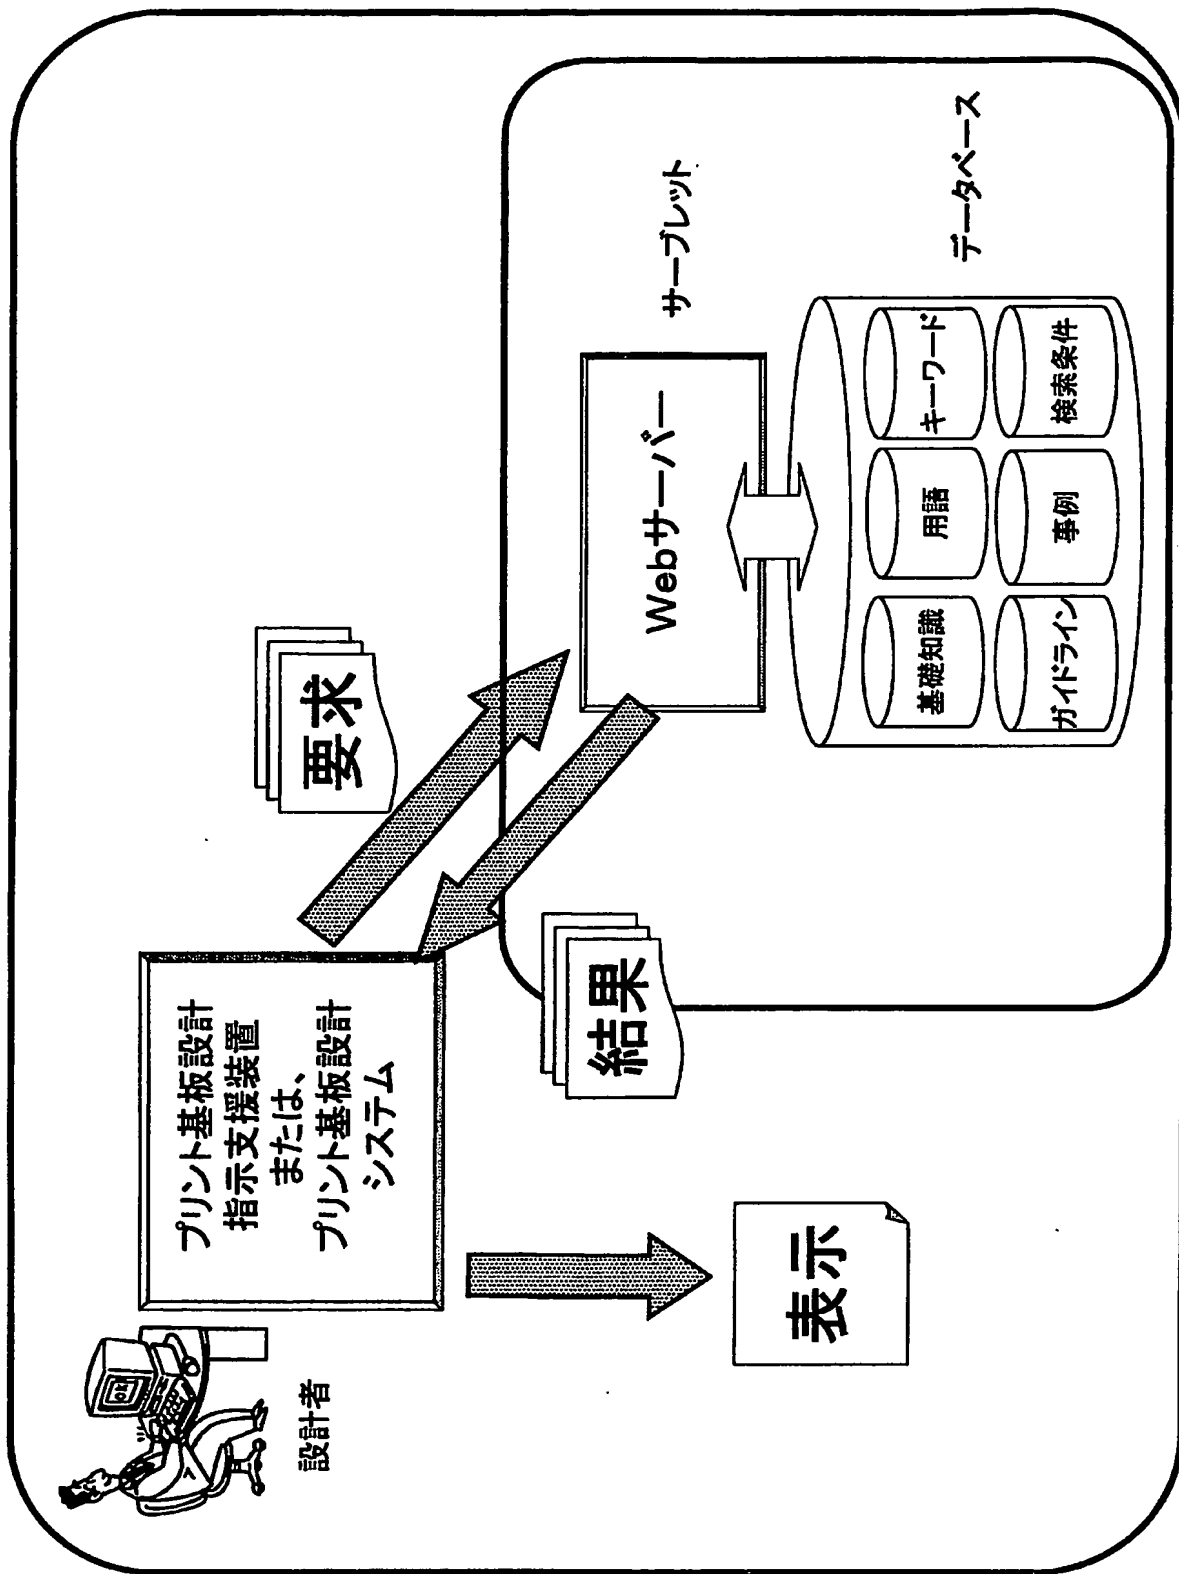 設計者
プリント基板設計
指示支援装置
または、
プリント基板設計
システム
要求
結果
表示
Webサーバー
サーブレット
データベース
基礎知識
用語
キーワード
ガイドライン
事例
検索条件